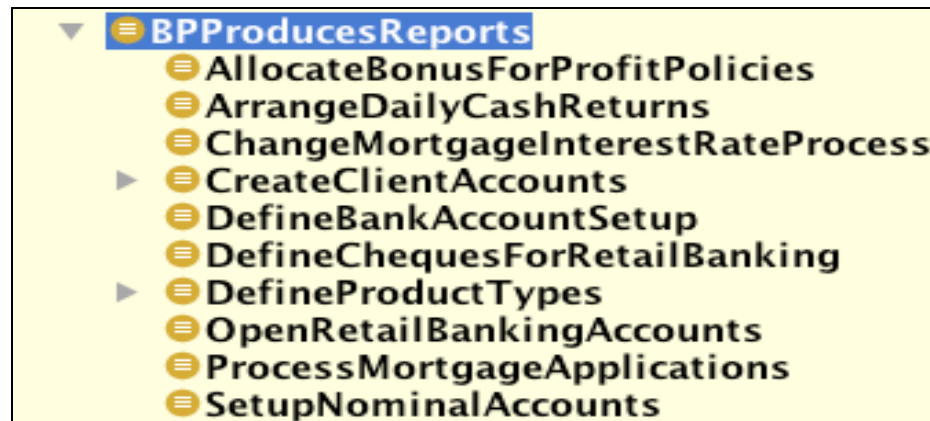 BPProducesReports
AllocateBonusForProfitPolicies
ArrangeDailyCashReturns
ChangeMortgageInterestRateProcess
CreateClientAccounts
DefineBankAccountSetup
DefineChequesForRetailBanking
DefineProductTypes
OpenRetailBankingAccounts
ProcessMortgageApplications
SetupNominalAccounts